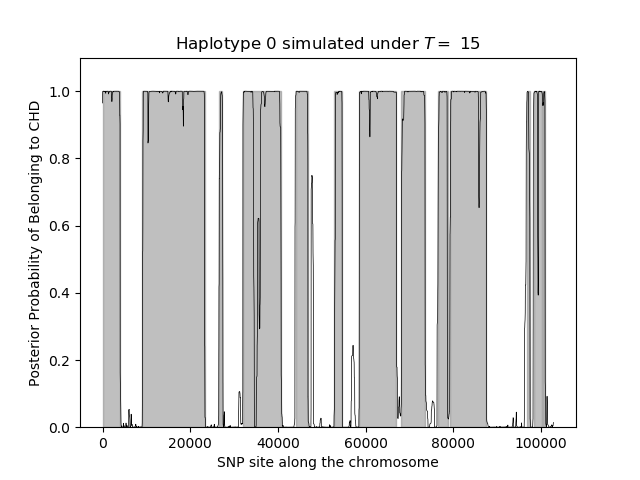 Haplotype 0 simulated under T = 15
Posterior Probability of Belonging to CHD
1.0
0.8
0.6
0.4
0.2
0.0
0 20000 40000 60000 80000 100000
SNP site along the chromosome